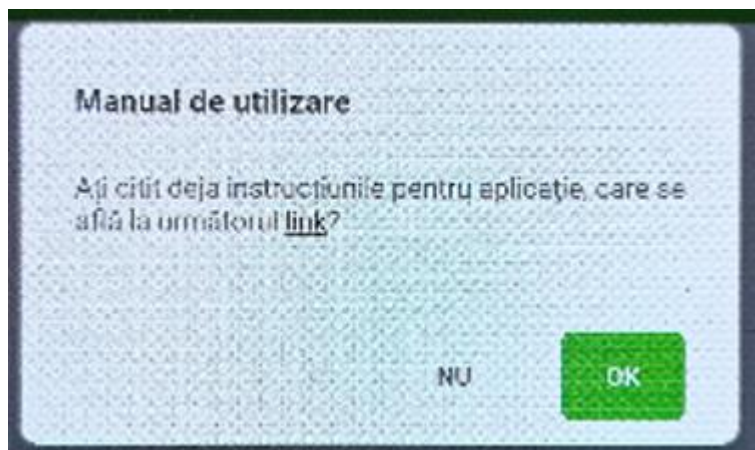 Manual de utilizare
Ați citit deja instrucțiunile pentru aplicație, care se
află la următorul link?
NU
OK